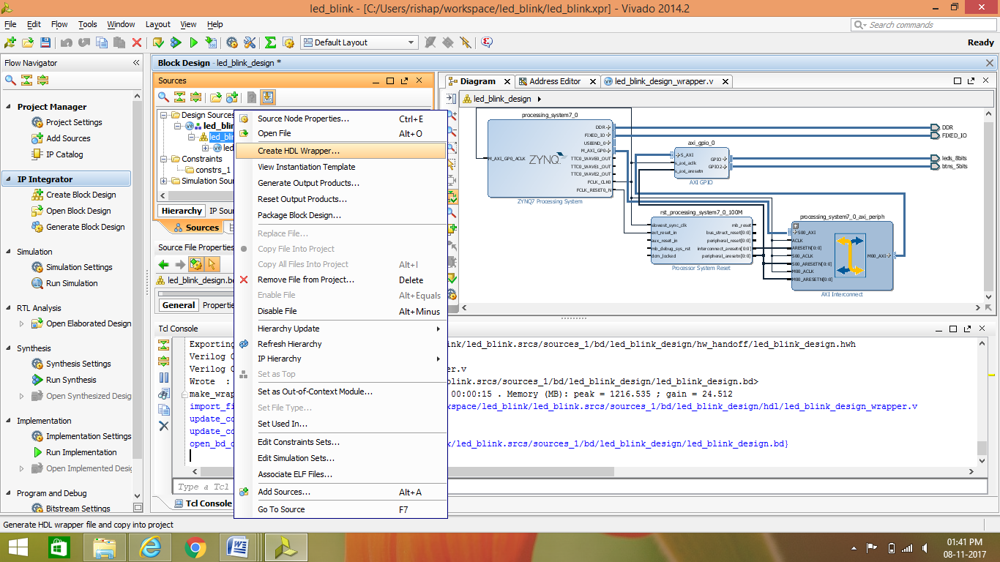 led_blink - [C:/Users/rishap/workspace/led_blink/led_blink.xpr] - Vivado 2014.2
File Edit Flow Tools Window Layout View Help
Search commands
Default Layout
Ready
Flow Navigator
Project Manager
Project Settings
Add Sources
IP Catalog
IP Integrator
Create Block Design
Open Block Design
Generate Block Design
Simulation
Simulation Settings
Run Simulation
RTL Analysis
Open Elaborated Design
Synthesis
Synthesis Settings
Run Synthesis
Open Synthesized Desig
Implementation
Implementation Settings
Run Implementation
Open Implemented Desig
Program and Debug
Bitstream Settings
Block Design - led_blink_design *
Sources
Design Sources
led_blin
led_blin
led
Constraints
constrs_1
Simulation Sour
Hierarchy IP Sour
Sources
Source File Properties
led_blink_design.bd
General Properties
Source Node Properties... Ctrl+E
Open File Alt+O
Create HDL Wrapper...
View Instantiation Template
Generate Output Products...
Reset Output Products...
Package Block Design...
Replace File...
Copy File Into Project
Copy All Files Into Project Alt+I
Remove File from Project... Delete
Enable File Alt+Equals
Disable File Alt+Minus
Hierarchy Update
Refresh Hierarchy
IP Hierarchy
Set as Top
Set as Out-of-Context Module...
Set File Type...
Set Used In...
Edit Constraints Sets...
Edit Simulation Sets...
Associate ELF Files...
Add Sources... Alt+A
Go To Source F7
Diagram Address Editor led_blink_design_wrapper.v
led_blink_design
processing_system7_0
M_AXI_GP0_ACLK
ZYNQ
DDR
FIXED_IO
USBIND_0
M_AXI_GP0
TTC0_WAVE0_OUT
TTC0_WAVE1_OUT
TTC0_WAVE2_OUT
FCLK_CLK0
FCLK_RESET0_N
ZYNQ7 Processing System
axi_gpio_0
S_AXI
s_axi_aclk
s_axi_aresetn
GPIO
GPIO2
AXI GPIO
DDR
FIXED_IO
leds_8bits
btns_5bits
rst_processing_system7_0_100M
slowest_sync_clk
ext_reset_in
aux_reset_in
mb_debug_sys_rst
dcm_locked
mb_reset
bus_struct_reset[0:0]
peripheral_reset[0:0]
interconnect_aresetn[0:0]
peripheral_aresetn[0:0]
Processor System Reset
processing_system7_0_axi_periph
S00_AXI
ACLK
ARESETN[0:0]
S00_ACLK
S00_ARESETN[0:0]
M00_ACLK
M00_ARESETN[0:0]
M00_AXI
AXI Interconnect
Tcl Console
Exporting
ink/led_blink.srcs/sources_1/bd/led_blink_design/hw_handoff/led_blink_design.hwh
Verilog O
Verilog O
er.v
Wrote :
blink.srcs/sources_1/bd/led_blink_design/led_blink_design.bd>
make_wrap
00:00:15 . Memory (MB): peak = 1216.535 ; gain = 24.512
import_fi
kspace/led_blink/led_blink.srcs/sources_1/bd/led_blink_design/hdl/led_blink_design_wrapper.v
update_co
update_co
open_bd_d
k/led_blink.srcs/sources_1/bd/led_blink_design/led_blink_design.bd}
Type a Tcl
Tcl Console
Generate HDL wrapper file and copy into project
01:41 PM
08-11-2017